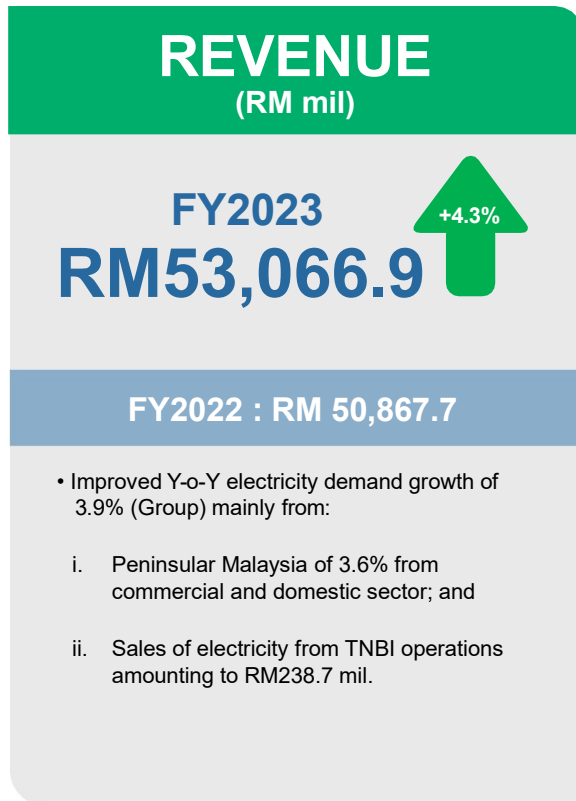 REVENUE
(RM mil)
FY2023
+4.3%
RM53,066.9
FY2022 : RM 50,867.7
• Improved Y-o-Y electricity demand growth of
3.9% (Group) mainly from:
i. Peninsular Malaysia of 3.6% from
commercial and domestic sector; and
ii. Sales of electricity from TNBI operations
amounting to RM238.7 mil.